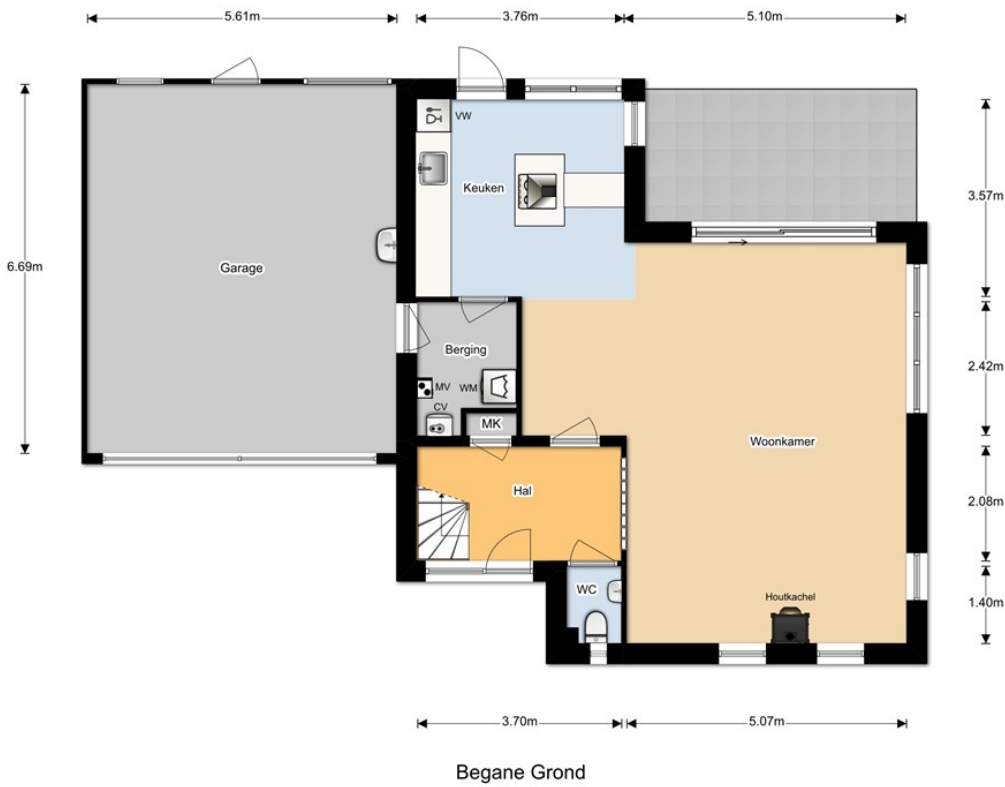 5.61m 3.76m 5.10m
VW
Keuken
3.57m
6.69m
Garage
Berging
2.42m
MV WM
CV
MK
Woonkamer
Hal
2.08m
WC
Houtkachel
1.40m
3.70m 5.07m
Begane Grond